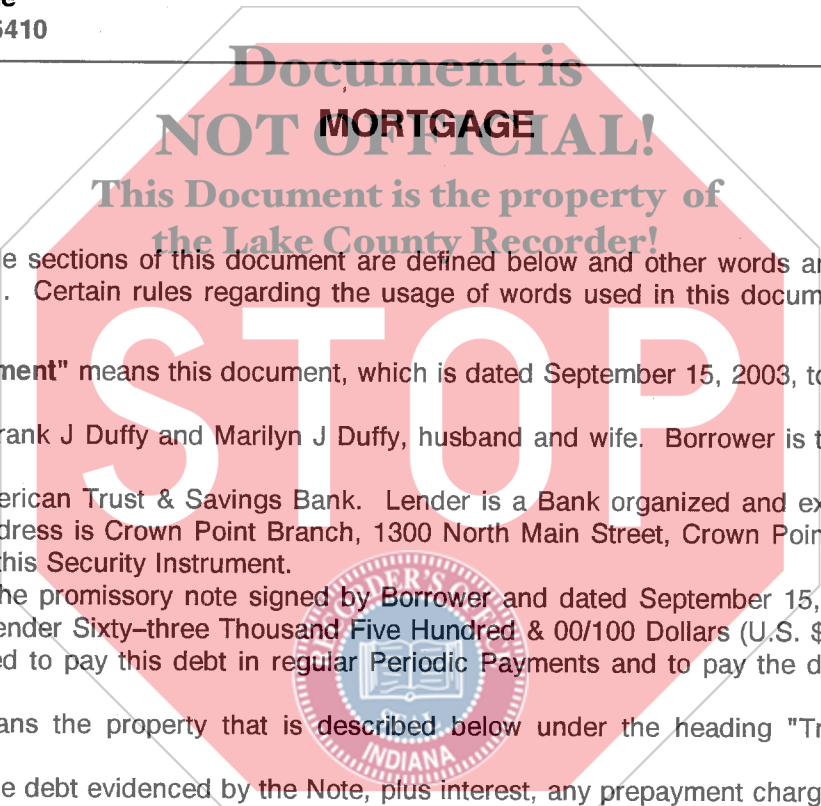 5410
Document is
MORTGAGE
NOT OFFICIAL!
This Document is the property of
the Lake County Recorder!
e sections of this document are defined below and other words
. Certain rules regarding the usage of words used in this docum
STOP
ment" means this document, which is dated September 15, 2003,
rank J Duffy and Marilyn J Duffy, husband and wife. Borrower is
erican Trust & Savings Bank. Lender is a Bank organized and ex
dress is Crown Point Branch, 1300 North Main Street, Crown Poin
this Security Instrument.
he promissory note signed by Borrower and dated September 15,
ender Sixty–three Thousand Five Hundred & 00/100 Dollars (U.S. $
ed to pay this debt in regular Periodic Payments and to pay the d
ans the property that is described below under the heading "Tr
e debt evidenced by the Note, plus interest, any prepayment charg
SEAL
INDIANA